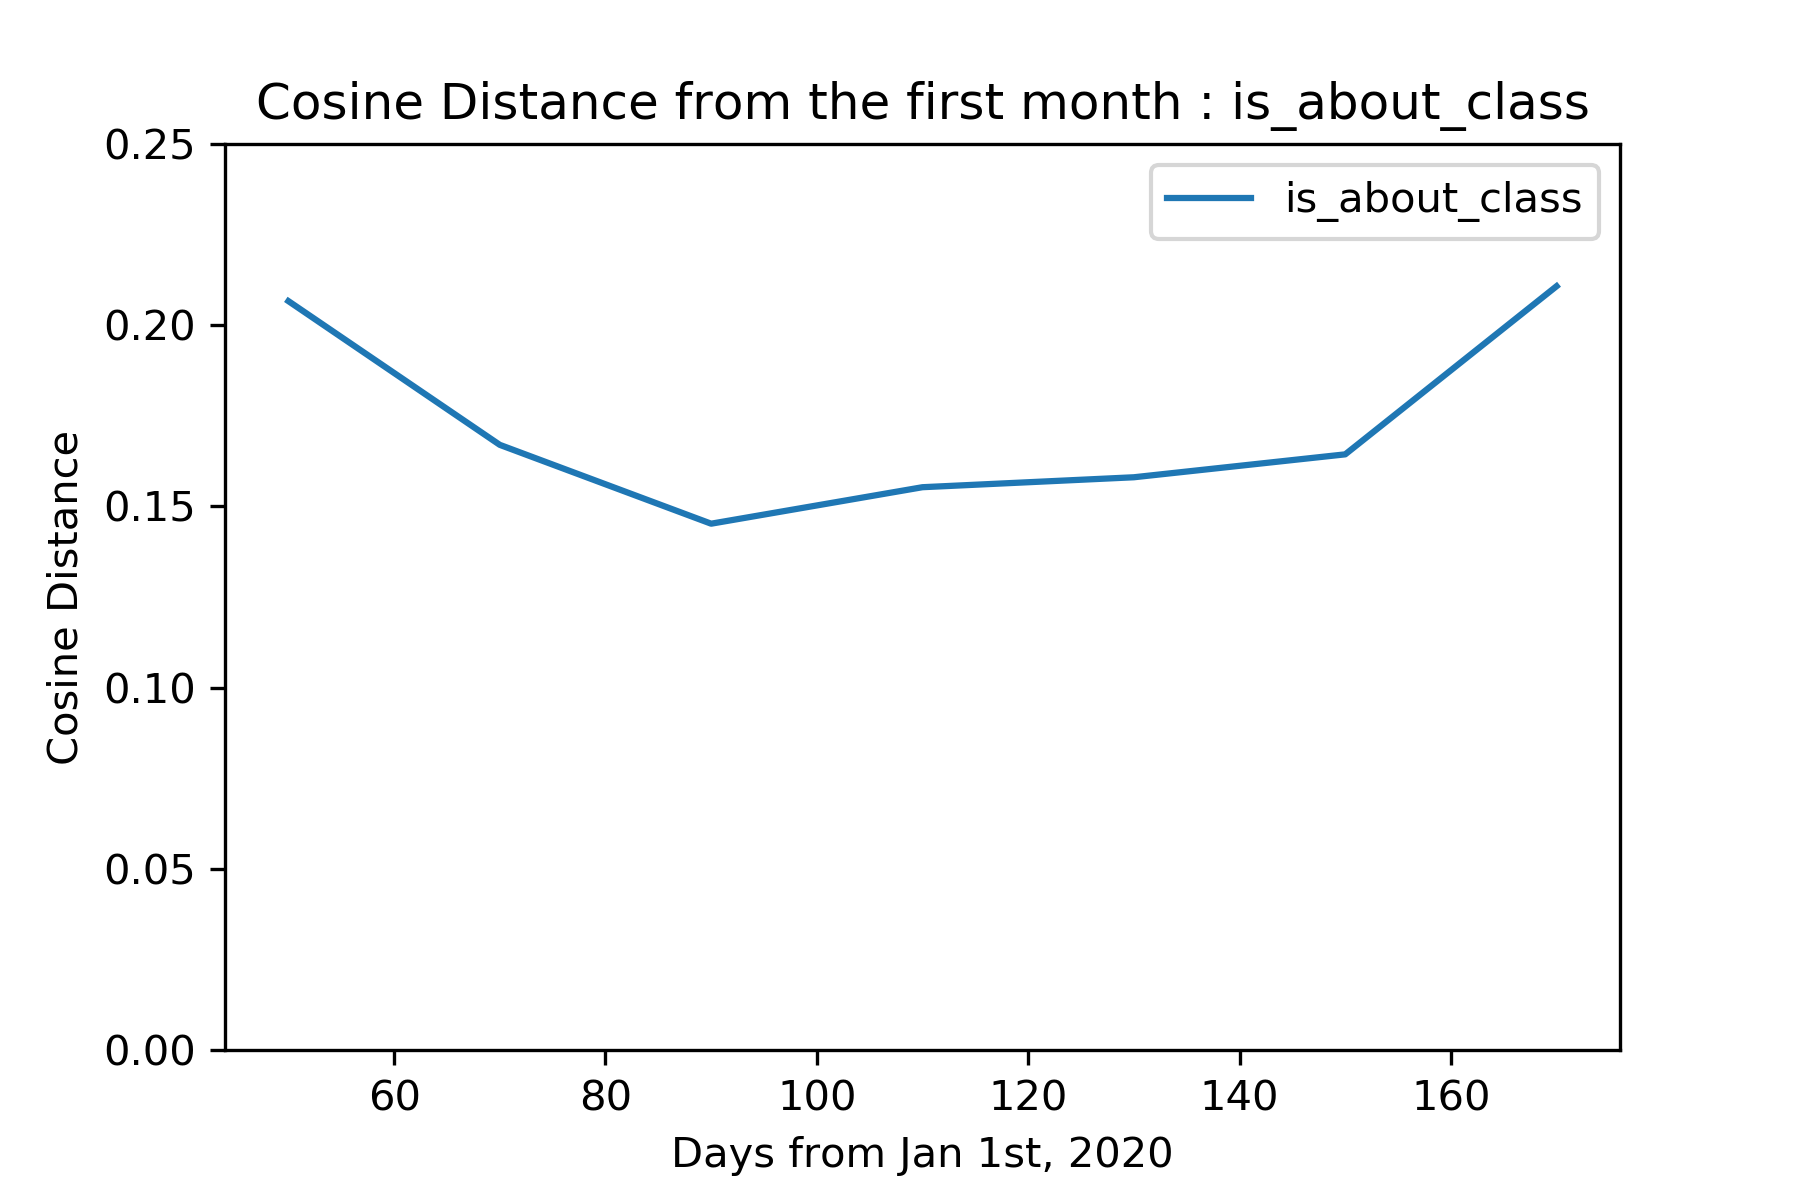 Cosine Distance from the first month : is_about_class
is_about_class
0.25
0.20
0.15
0.10
0.05
0.00
Cosine Distance
60 80 100 120 140 160
Days from Jan 1st, 2020